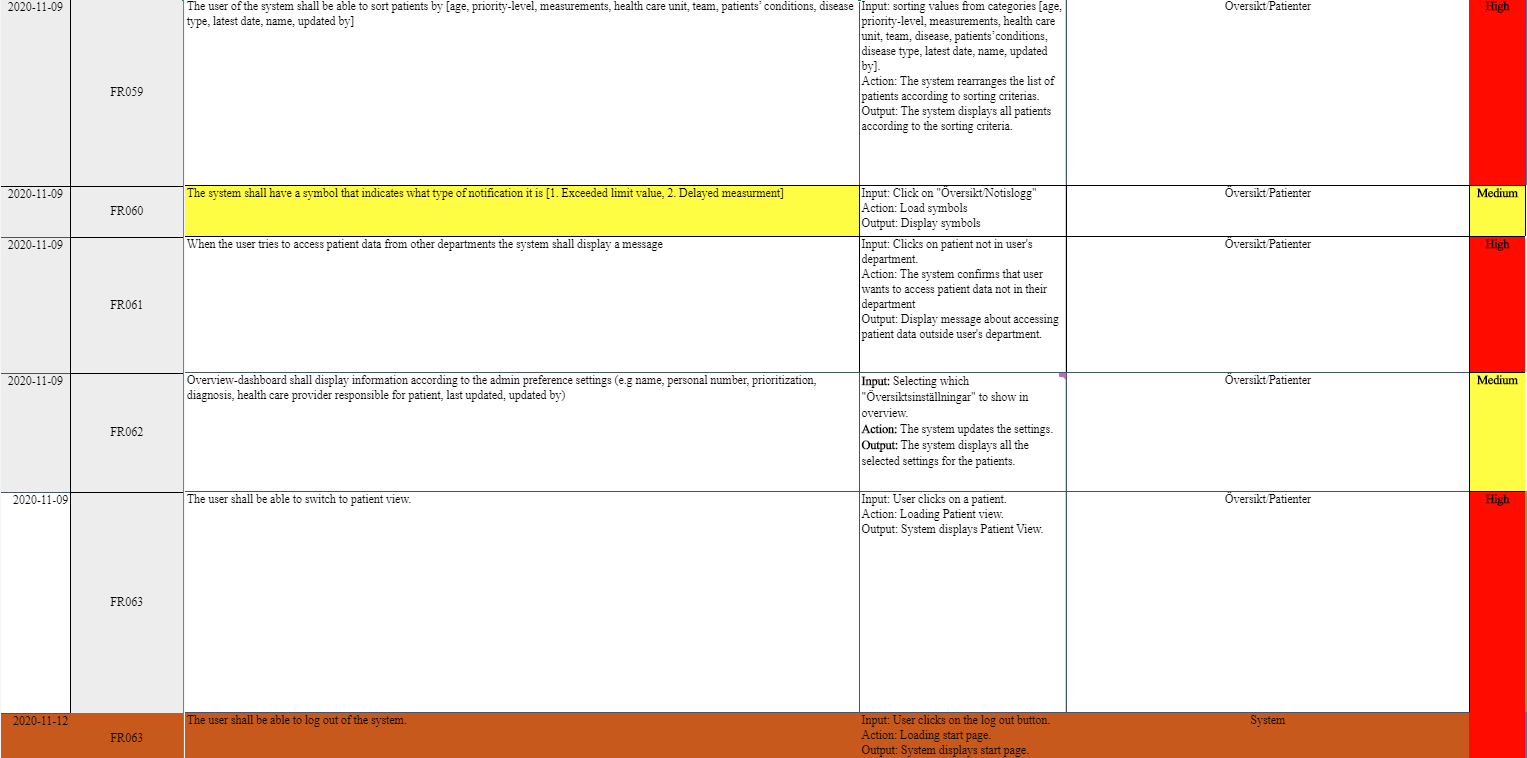 2020-11-09
FR059
The user of the system shall be able to sort patients by [age, priority-level, measurements, health care unit, team, patients' conditions, disease
type, latest date, name, updated by]
Input: sorting values from categories [age,
priority-level, measurements, health care
unit, team, disease, patients'conditions,
disease type, latest date, name, updated
by].
Action: The system rearranges the list of
patients according to sorting criterias.
Output: The system displays all patients
according to the sorting criteria.
Översikt/Patienter
High
2020-11-09
FR060
The system shall have a symbol that indicates what type of notification it is [1. Exceeded limit value, 2. Delayed measurment]
Input: Click on "Översikt/Notislogg"
Action: Load symbols
Output: Display symbols
Översikt/Patienter
Medium
2020-11-09
FR061
When the user tries to access patient data from other departments the system shall display a message
Input: Clicks on patient not in user's
department.
Action: The system confirms that user
wants to access patient data not in their
department
Output: Display message about accessing
patient data outside user's department.
Översikt/Patienter
High
2020-11-09
FR062
Overview-dashboard shall display information according to the admin preference settings (e.g name, personal number, prioritization,
diagnosis, health care provider responsible for patient, last updated, updated by)
Input: Selecting which
"Översiktsinställningar" to show in
overview.
Action: The system updates the settings.
Output: The system displays all the
selected settings for the patients.
Översikt/Patienter
Medium
2020-11-09
FR063
The user shall be able to switch to patient view.
Input: User clicks on a patient.
Action: Loading Patient view.
Output: System displays Patient View.
Översikt/Patienter
High
2020-11-12
FR063
The user shall be able to log out of the system.
Input: User clicks on the log out button.
Action: Loading start page.
Output: System displays start page.
System